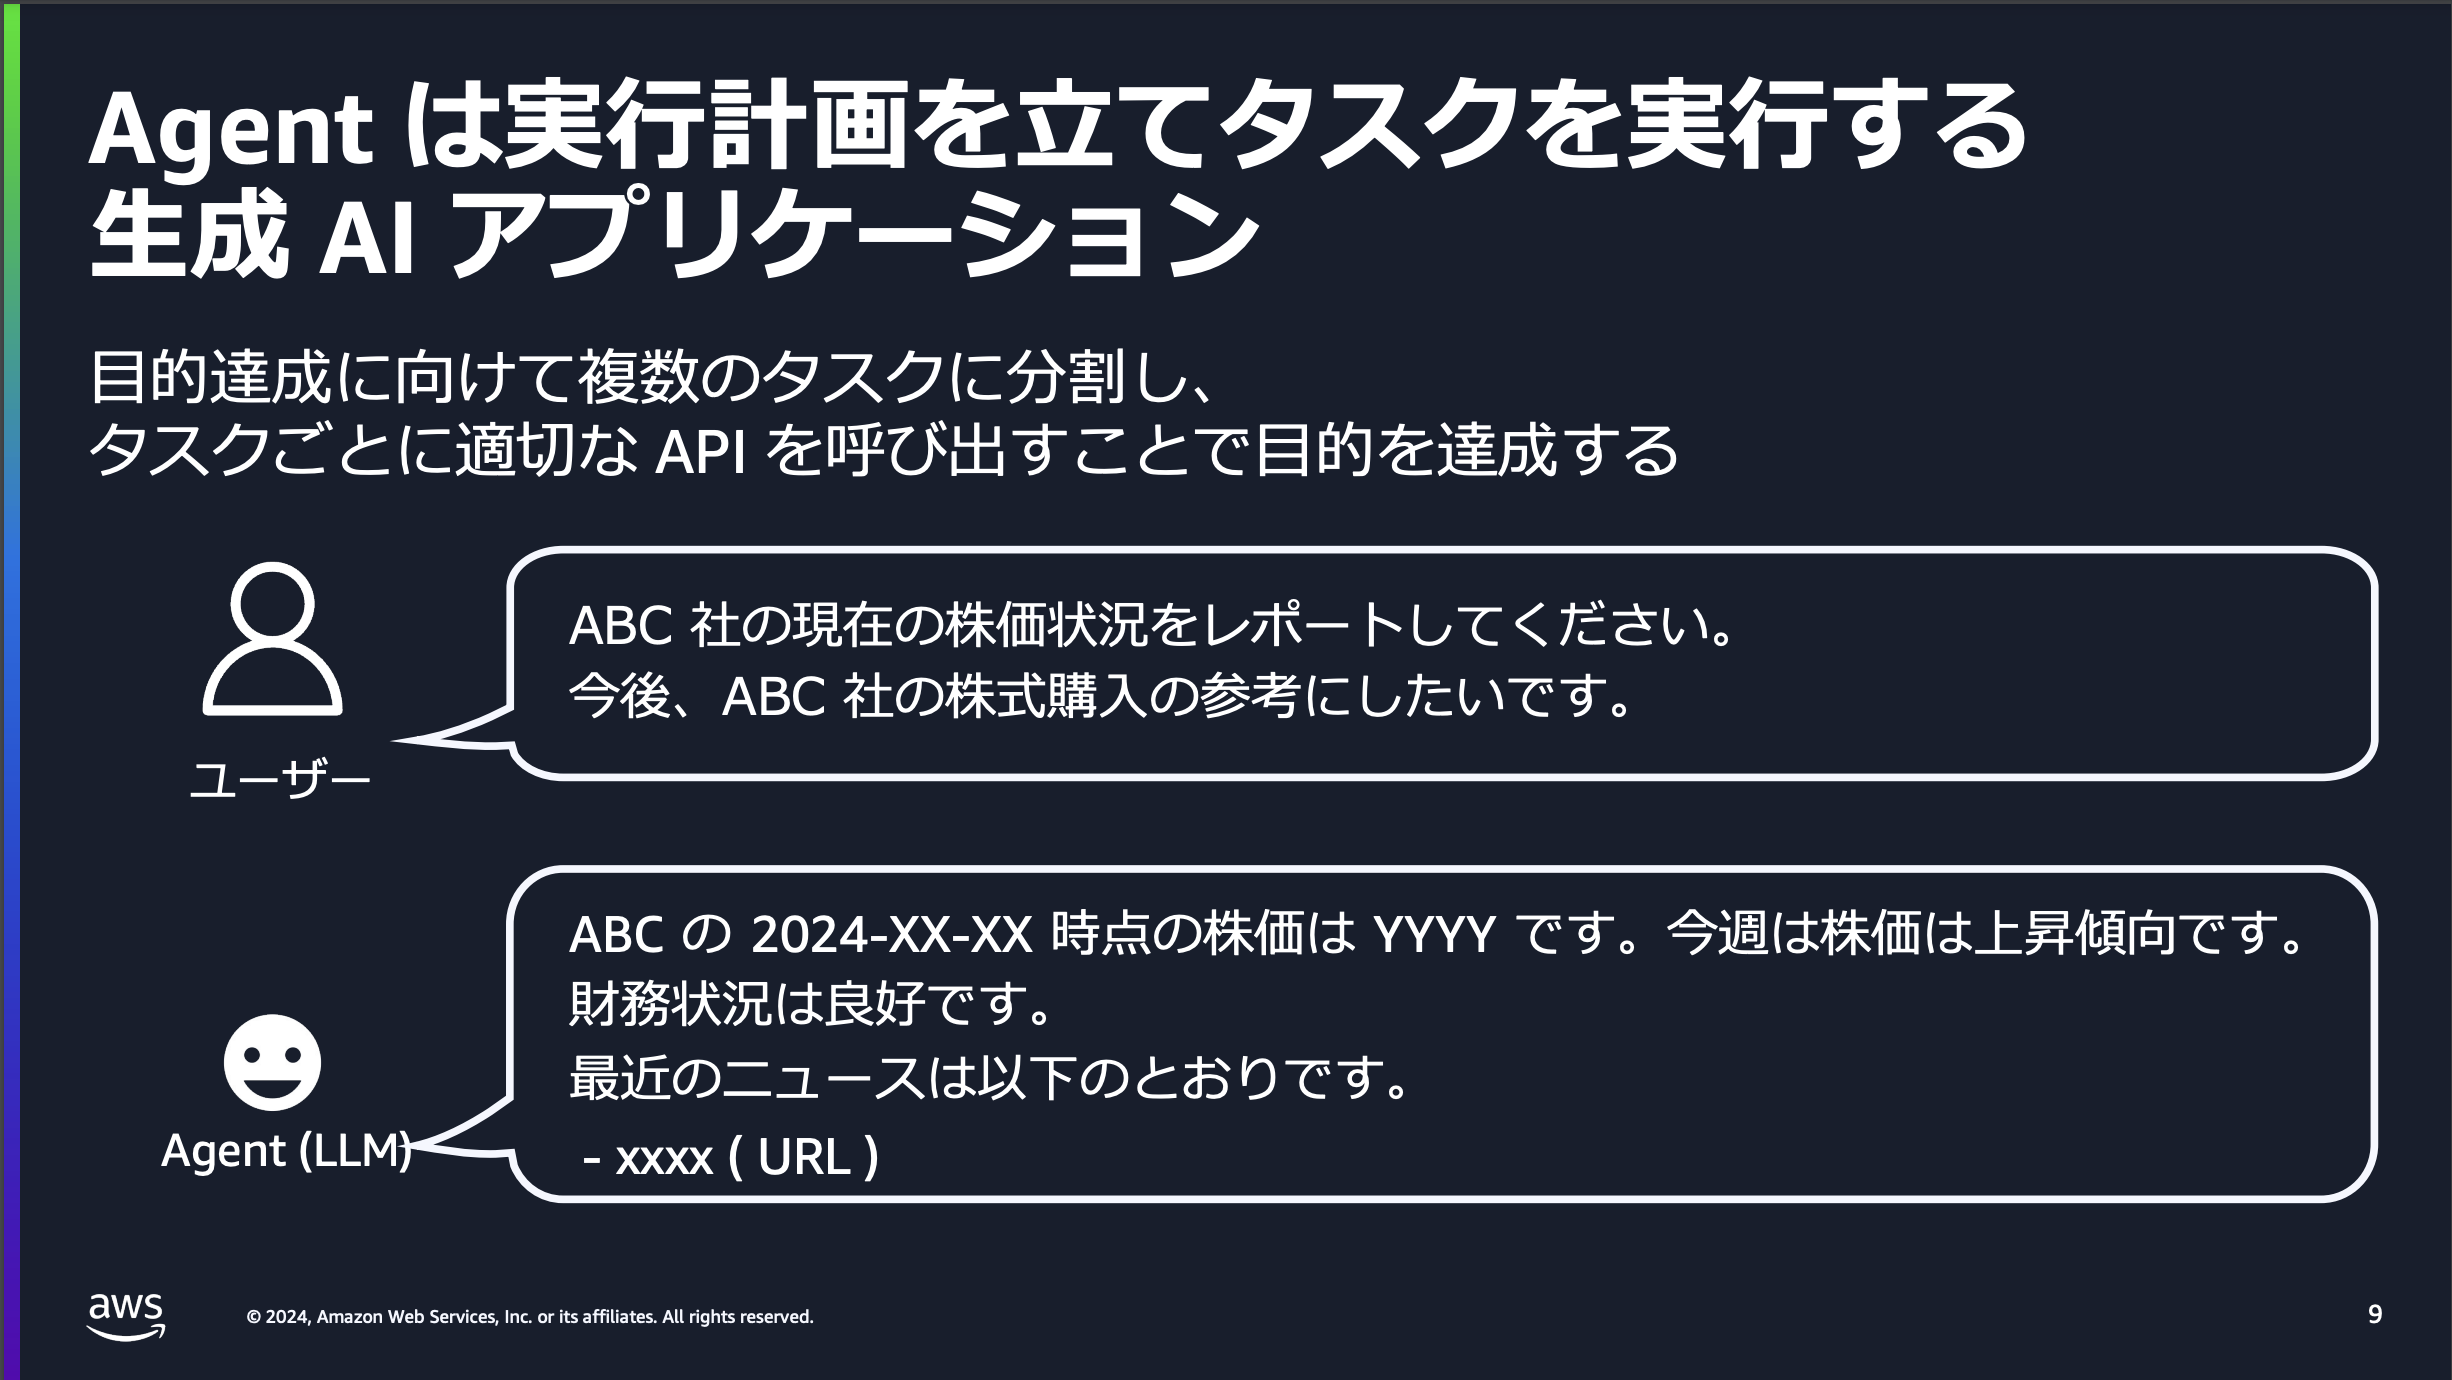 Agent は実行計画を立てタスクを実行する
生成 AI アプリケーション
目的達成に向けて複数のタスクに分割し、
タスクごとに適切な API を呼び出すことで目的を達成する
ABC 社の現在の株価状況をレポートしてください。
今後、ABC 社の株式購入の参考にしたいです。
ユーザー
ABC の 2024-XX-XX 時点の株価は YYYY です。今週は株価は上昇傾向です。
財務状況は良好です。
最近のニュースは以下のとおりです。
- xxxx ( URL )
Agent (LLM)
aws
© 2024, Amazon Web Services, Inc. or its affiliates. All rights reserved.
9